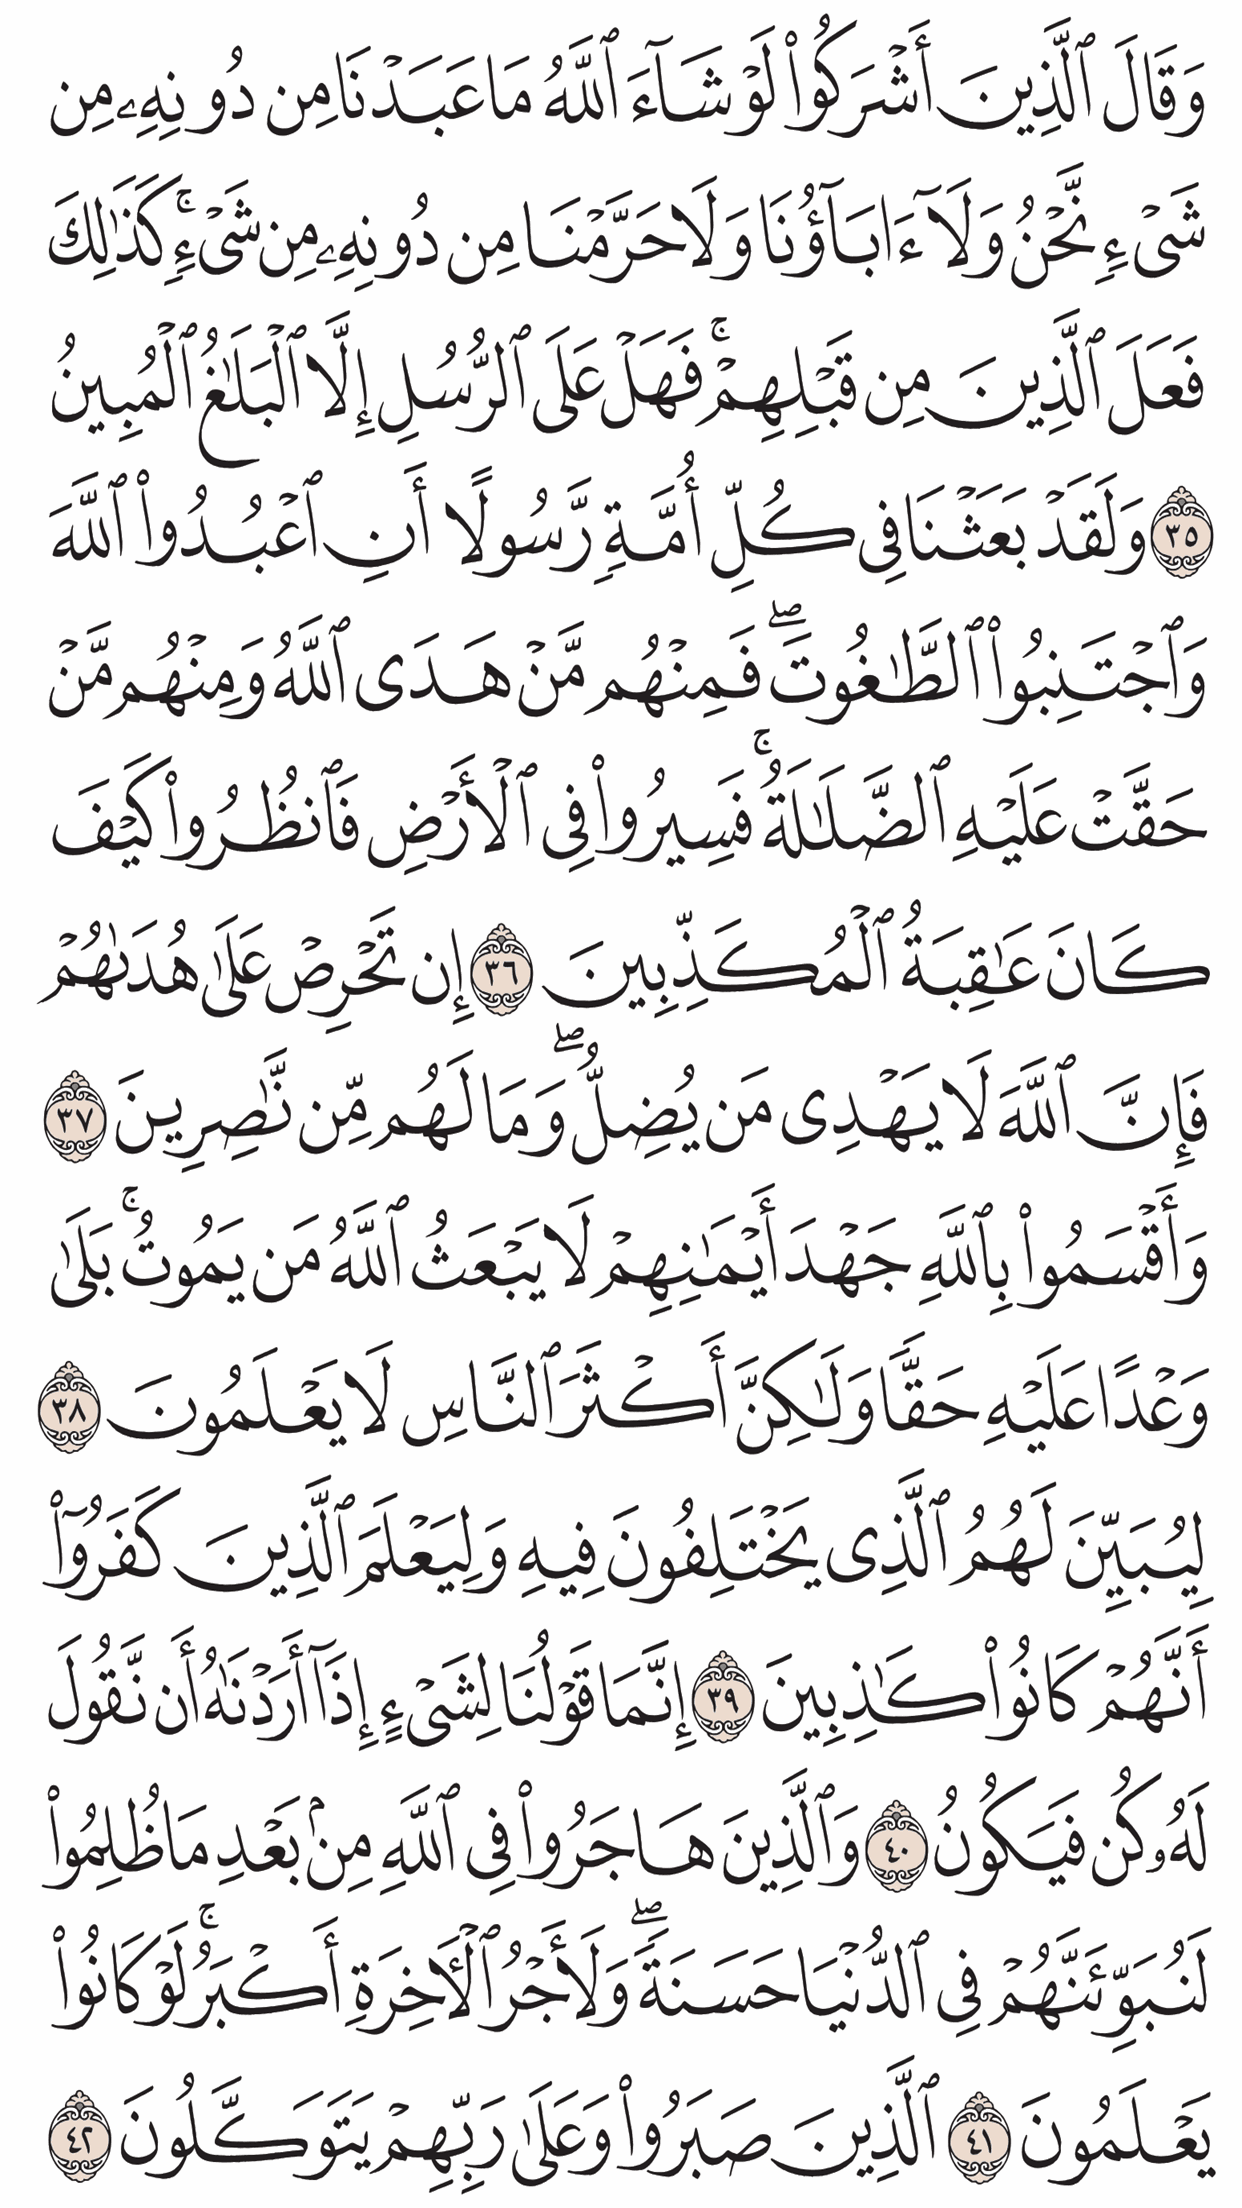 وَقَالَ ٱلَّذِينَ أَشْرَكُوا۟ لَوْ شَآءَ ٱللَّهُ مَا عَبَدْنَا مِن دُونِهِۦ مِن
شَىْءٍ نَّحْنُ وَلَآ ءَابَآؤُنَا وَلَا حَرَّمْنَا مِن دُونِهِۦ مِن شَىْءٍ ۚ كَذَٰلِكَ
فَعَلَ ٱلَّذِينَ مِن قَبْلِهِمْ ۚ فَهَلْ عَلَى ٱلرُّسُلِ إِلَّا ٱلْبَلَٰغُ ٱلْمُبِينُ
٣٥ وَلَقَدْ بَعَثْنَا فِى كُلِّ أُمَّةٍ رَّسُولًا أَنِ ٱعْبُدُوا۟ ٱللَّهَ
وَٱجْتَنِبُوا۟ ٱلطَّٰغُوتَ ۖ فَمِنْهُم مَّنْ هَدَى ٱللَّهُ وَمِنْهُم مَّنْ
حَقَّتْ عَلَيْهِ ٱلضَّلَٰلَةُ ۚ فَسِيرُوا۟ فِى ٱلْأَرْضِ فَٱنظُرُوا۟ كَيْفَ
كَانَ عَٰقِبَةُ ٱلْمُكَذِّبِينَ ٣٦ إِن تَحْرِصْ عَلَىٰ هُدَىٰهُمْ
فَإِنَّ ٱللَّهَ لَا يَهْدِى مَن يُضِلُّ ۖ وَمَا لَهُم مِّن نَّٰصِرِينَ ٣٧
وَأَقْسَمُوا۟ بِٱللَّهِ جَهْدَ أَيْمَٰنِهِمْ لَا يَبْعَثُ ٱللَّهُ مَن يَمُوتُ ۚ بَلَىٰ
وَعْدًا عَلَيْهِ حَقًّا وَلَٰكِنَّ أَكْثَرَ ٱلنَّاسِ لَا يَعْلَمُونَ ٣٨
لِيُبَيِّنَ لَهُمُ ٱلَّذِى يَخْتَلِفُونَ فِيهِ وَلِيَعْلَمَ ٱلَّذِينَ كَفَرُوٓا۟
أَنَّهُمْ كَانُوا۟ كَٰذِبِينَ ٣٩ إِنَّمَا قَوْلُنَا لِشَىْءٍ إِذَآ أَرَدْنَٰهُ أَن نَّقُولَ
لَهُۥ كُن فَيَكُونُ ٤٠ وَٱلَّذِينَ هَاجَرُوا۟ فِى ٱللَّهِ مِنۢ بَعْدِ مَا ظُلِمُوا۟
لَنُبَوِّئَنَّهُمْ فِى ٱلدُّنْيَا حَسَنَةً ۖ وَلَأَجْرُ ٱلْءَاخِرَةِ أَكْبَرُ ۚ لَوْ كَانُوا۟
يَعْلَمُونَ ٤١ ٱلَّذِينَ صَبَرُوا۟ وَعَلَىٰ رَبِّهِمْ يَتَوَكَّلُونَ ٤٢